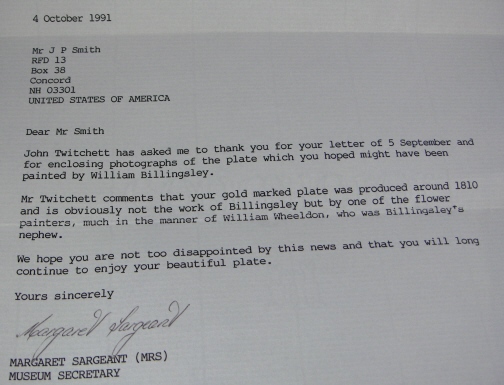 4 October 1991
Mr J P Smith
RFD 13
Box 38
Concord
NH 03301
UNITED STATES OF AMERICA
Dear Mr Smith
John Twitchett has asked me to thank you for your letter of 5 September and
for enclosing photographs of the plate which you hoped might have been
painted by William Billingsley.
Mr Twitchett comments that your gold marked plate was produced around 1810
and is obviously not the work of Billingsley but by one of the flower
painters, much in the manner of William Wheeldon, who was Billingsley's
nephew.
We hope you are not too disappointed by this news and that you will long
continue to enjoy your beautiful plate.
Yours sincerely
Margaret Sargeant
MARGARET SARGEANT (MRS)
MUSEUM SECRETARY